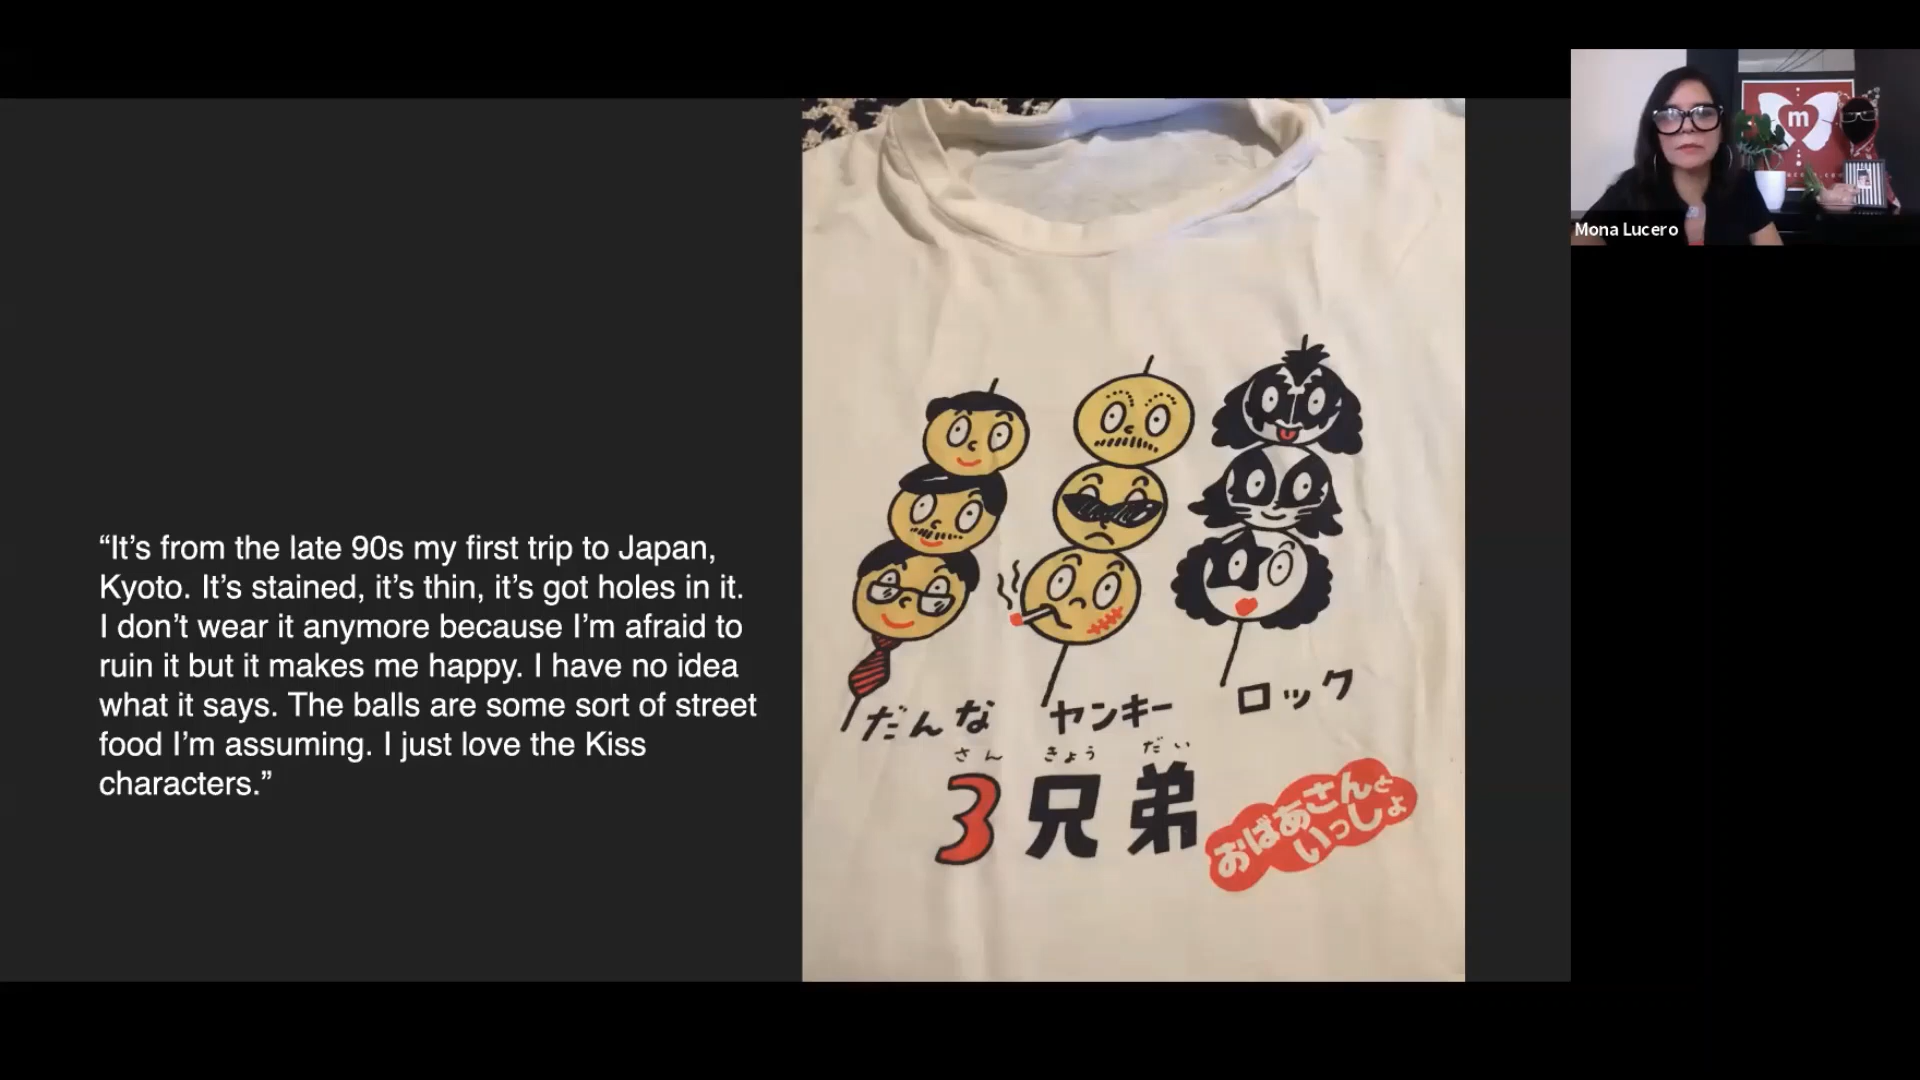 Mona Lucero
m
“It’s from the late 90s my first trip to Japan,
Kyoto. It’s stained, it’s thin, it’s got holes in it.
I don’t wear it anymore because I’m afraid to
ruin it but it makes me happy. I have no idea
what it says. The balls are some sort of street
food I’m assuming. I just love the Kiss
characters.”
だんな ヤンキー ロック
さん きょう だい
3兄弟
おばあさんと
いっしょ